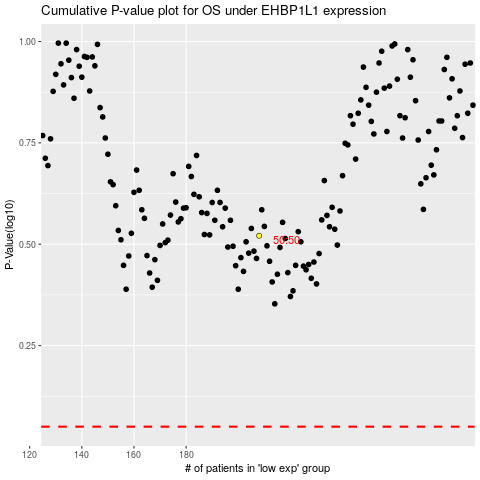 Cumulative P-value plot for OS under EHBP1L1 expression
P-Value(log10)
1.00
0.75
0.50
0.25
50:50
120 140 160 180
# of patients in 'low exp' group